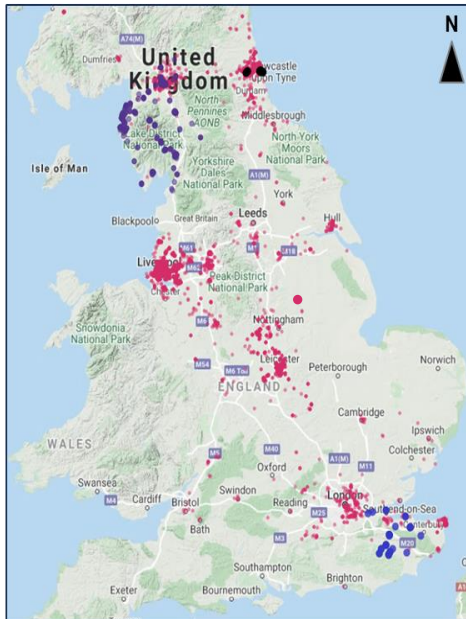 N
A74(M)
Dumfries
United
Kingdom
wcastle
upon Tyne
Durham
North
Pennines
AONB
Middlesbrough
Lake District
National Park
North York
Moors
National Park
Isle of Man
Yorkshire
Dales
National Park
A1(M)
York
Blackpool
Great Britain
Leeds
Hull
M61
M18
Liverpool
M62
Chester
Peak District
National Park
Snowdonia
National Park
M6
Nottingham
M54
M6 Toll
Leicester
Peterborough
Norwich
ENGLAND
Cambridge
WALES
Ipswich
M5
M40
A1(M)
M11
Colchester
Oxford
Swansea
M4
Cardiff
Swindon
Reading
London
Southend-on-Sea
Bristol
M25
Canterbury
Bath
M3
M20
Southampton
Brighton
Exeter
Bournemouth